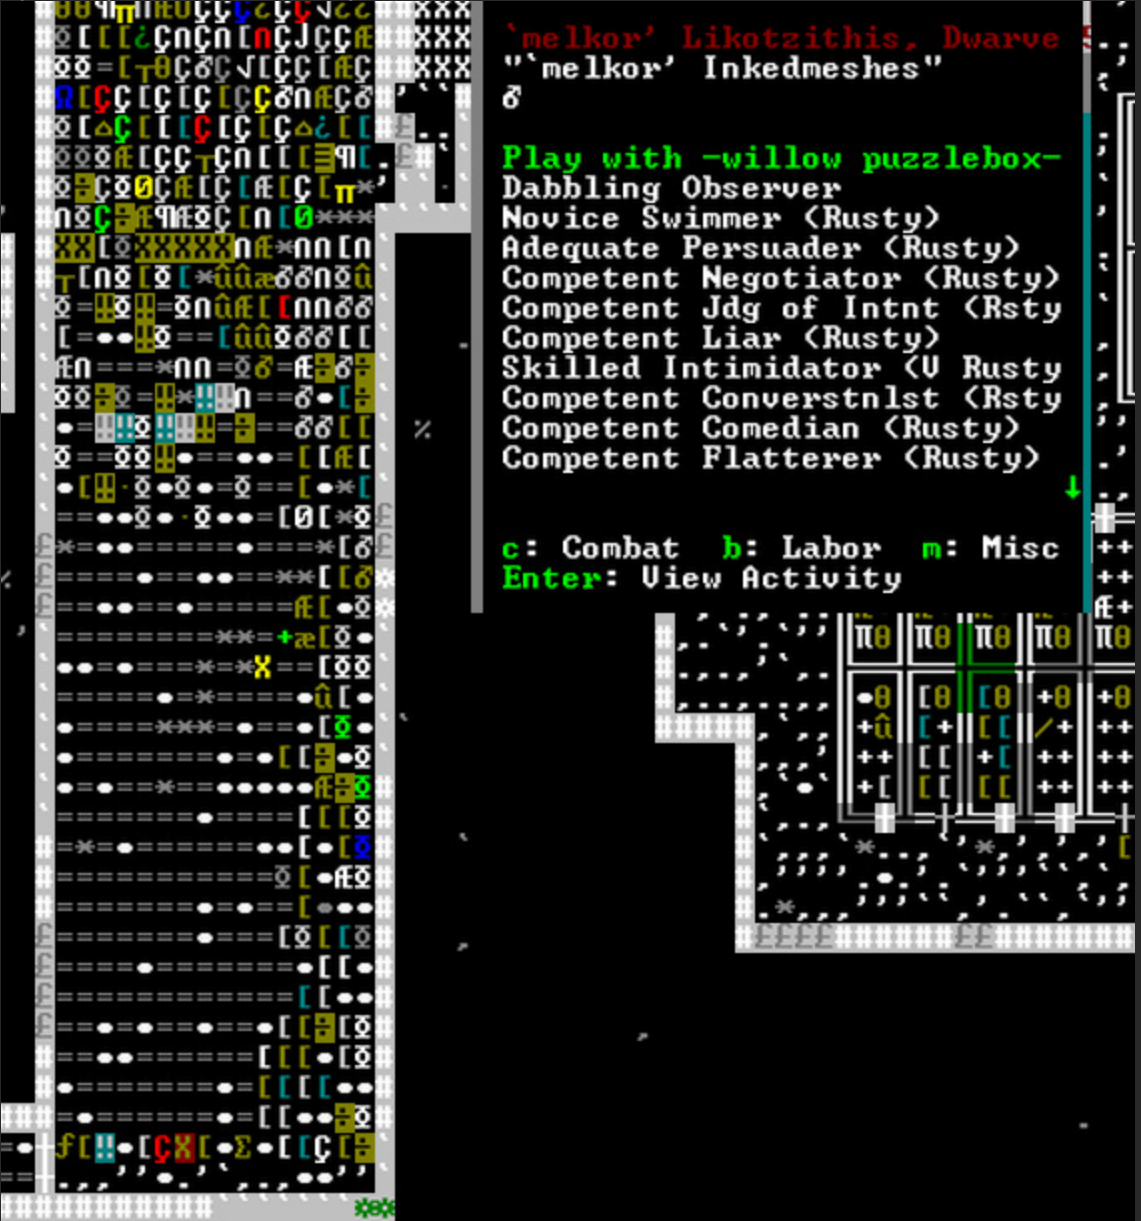 `melkor' Likotzithis, Dwarve
"`melkor' Inkedmeshes"
♂
Play with -willow puzzlebox-
Dabbling Observer
Novice Swimmer (Rusty)
Adequate Persuader (Rusty)
Competent Negotiator (Rusty)
Competent Jdg of Intnt (Rsty
Competent Liar (Rusty)
Skilled Intimidator (V Rusty
Competent Converstnlst (Rsty
Competent Comedian (Rusty)
Competent Flatterer (Rusty)
c: Combat b: Labor m: Misc
Enter: View Activity